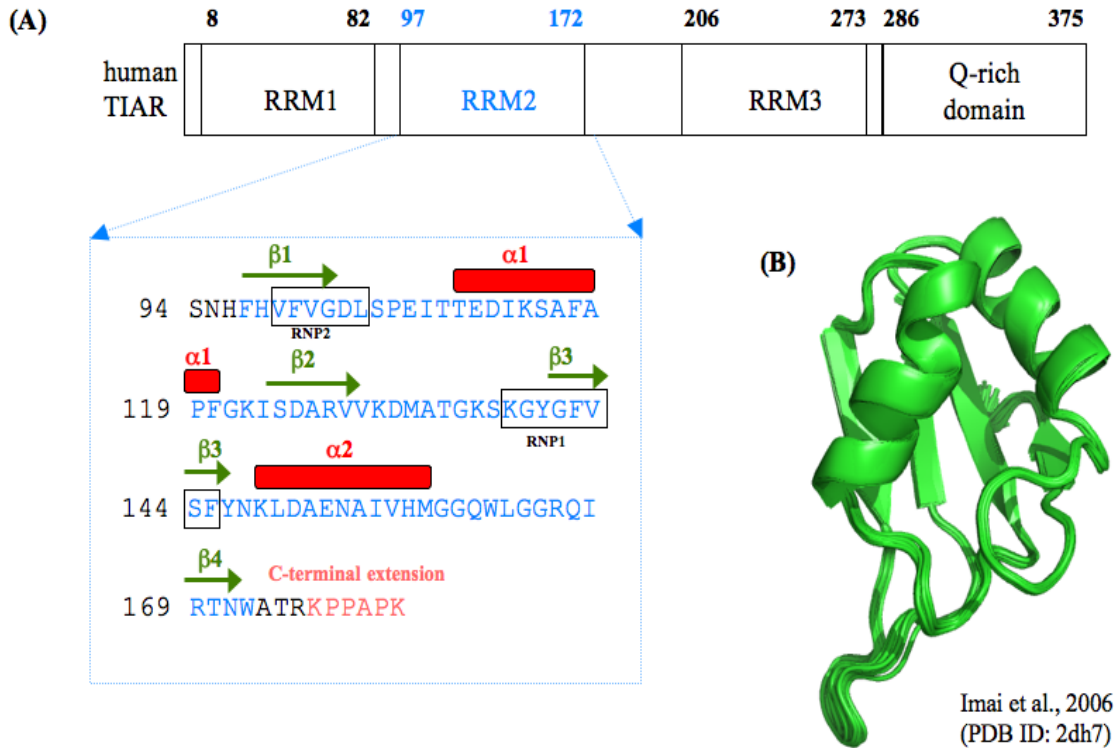 (A)
8 82 97 172 206 273 286 375
human
TIAR
RRM1 RRM2 RRM3 Q-rich
domain
β1 α1
94 SNHFHVFVGDLSPEITTEDIKSAFA
RNP2
α1 β2 β3
119 PFGKISDARVVKDMATGKSKGYGFV
RNP1
β3 α2
144 SFYNKLDAENAIVHMGGQWLGGRQI
β4 C-terminal extension
169 RTNWATRKPPAPK
(B)
Imai et al., 2006
(PDB ID: 2dh7)